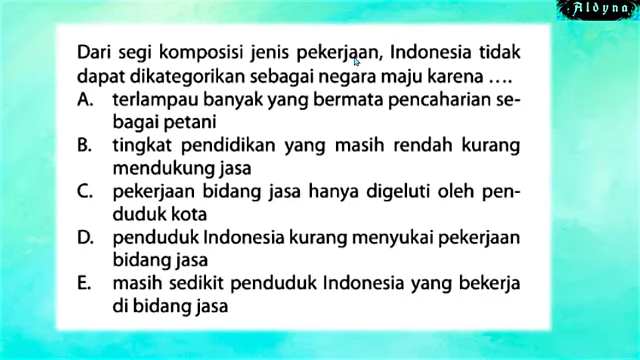 Aldyna
Dari segi komposisi jenis pekerjaan, Indonesia tidak
dapat dikategorikan sebagai negara maju karena ….
A. terlampau banyak yang bermata pencaharian se-
bagai petani
B. tingkat pendidikan yang masih rendah kurang
mendukung jasa
C. pekerjaan bidang jasa hanya digeluti oleh pen-
duduk kota
D. penduduk Indonesia kurang menyukai pekerjaan
bidang jasa
E. masih sedikit penduduk Indonesia yang bekerja
di bidang jasa